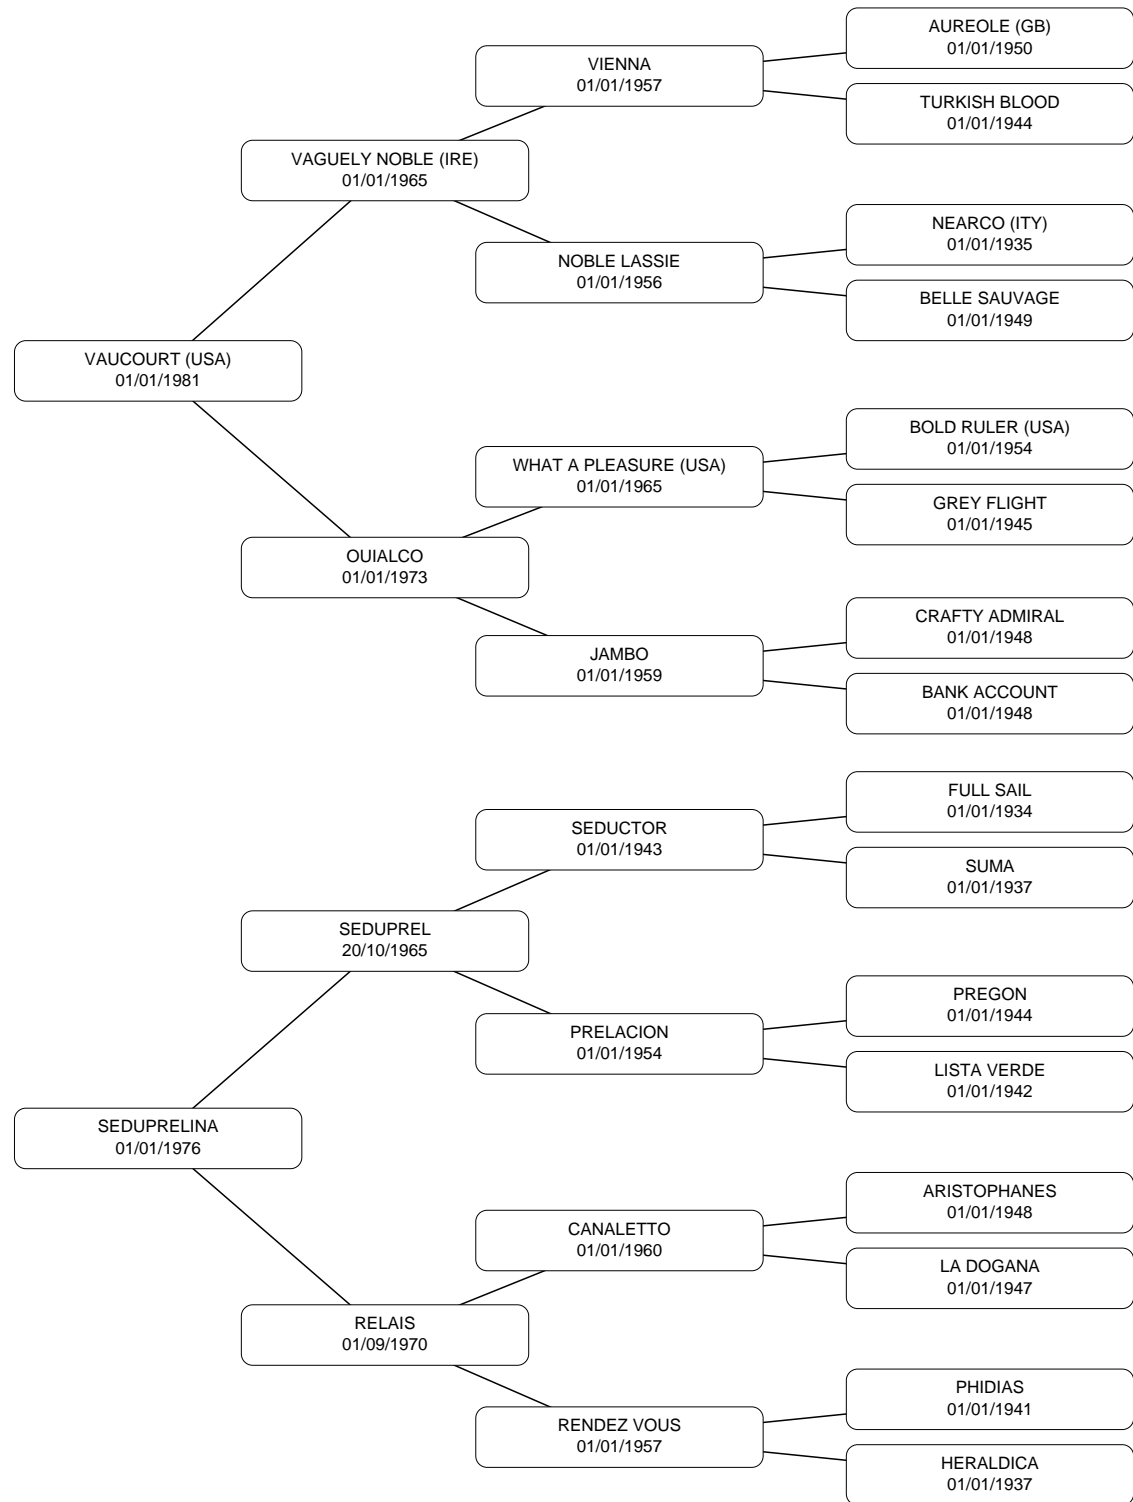 AUREOLE (GB)
01/01/1950
VIENNA
01/01/1957
TURKISH BLOOD
01/01/1944
VAGUELY NOBLE (IRE)
01/01/1965
NEARCO (ITY)
01/01/1935
NOBLE LASSIE
01/01/1956
BELLE SAUVAGE
01/01/1949
VAUCOURT (USA)
01/01/1981
BOLD RULER (USA)
01/01/1954
WHAT A PLEASURE (USA)
01/01/1965
GREY FLIGHT
01/01/1945
OUIALCO
01/01/1973
CRAFTY ADMIRAL
01/01/1948
JAMBO
01/01/1959
BANK ACCOUNT
01/01/1948
FULL SAIL
01/01/1934
SEDUCTOR
01/01/1943
SUMA
01/01/1937
SEDUPREL
20/10/1965
PREGON
01/01/1944
PRELACION
01/01/1954
LISTA VERDE
01/01/1942
SEDUPRELINA
01/01/1976
ARISTOPHANES
01/01/1948
CANALETTO
01/01/1960
LA DOGANA
01/01/1947
RELAIS
01/09/1970
PHIDIAS
01/01/1941
RENDEZ VOUS
01/01/1957
HERALDICA
01/01/1937